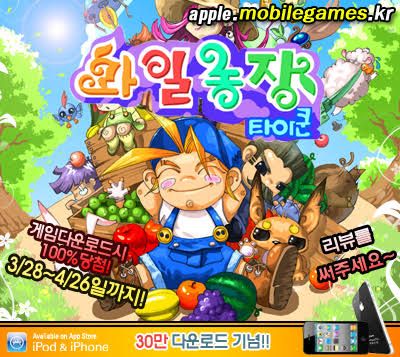 apple.mobilegames.kr
화일농장
타이쿤
게임다운로드시
100%당첨!
3/28~4/26일까지!
리뷰를
써주세요~
Available on App Store
iPod & iPhone
30만 다운로드 기념!!